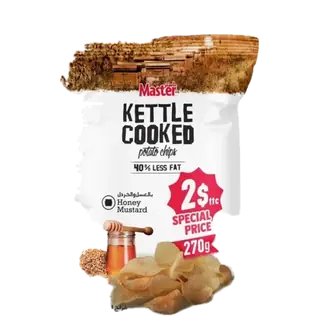 Master
KETTLE
COOKED
potato chips
40% LESS FAT
بالعسل والخردل
Honey
Mustard
2$ TTC
SPECIAL
PRICE
270g